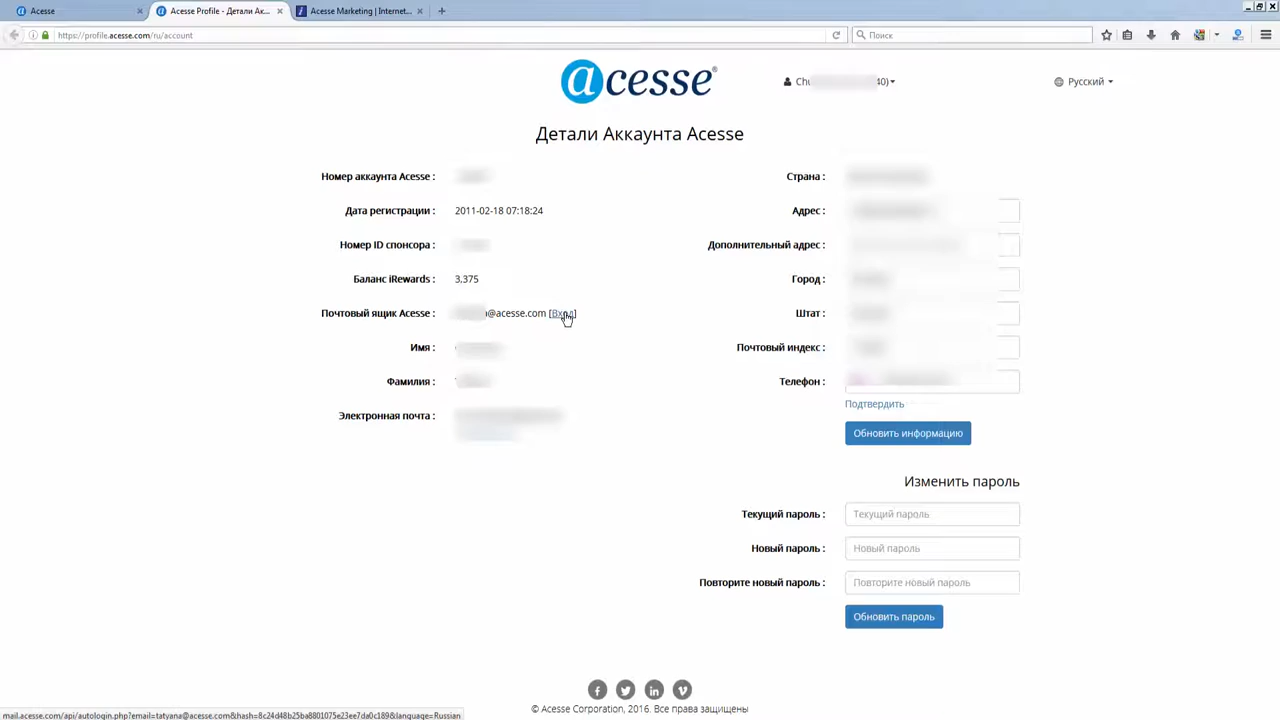 Acesse
Acesse Profile - Детали Ак...
Acesse Marketing | Internet...
https://profile.acesse.com/ru/account
Поиск
acesse®
40)
Русский
Детали Аккаунта Acesse
Номер аккаунта Acesse :
Дата регистрации : 2011-02-18 07:18:24
Номер ID спонсора :
Баланс iRewards : 3,375
Почтовый ящик Acesse : @acesse.com [Вход]
Имя :
Фамилия :
Электронная почта :
Страна :
Адрес :
Дополнительный адрес :
Город :
Штат :
Почтовый индекс :
Телефон :
Подтвердить
Обновить информацию
Изменить пароль
Текущий пароль : Текущий пароль
Новый пароль : Новый пароль
Повторите новый пароль : Повторите новый пароль
Обновить пароль
© Acesse Corporation, 2016. Все права защищены
mail.acesse.com/api/autologin.php?email=tatyana@acesse.com&hash=8c24d48b25ba8801075e23ee7da0c189&language=Russian